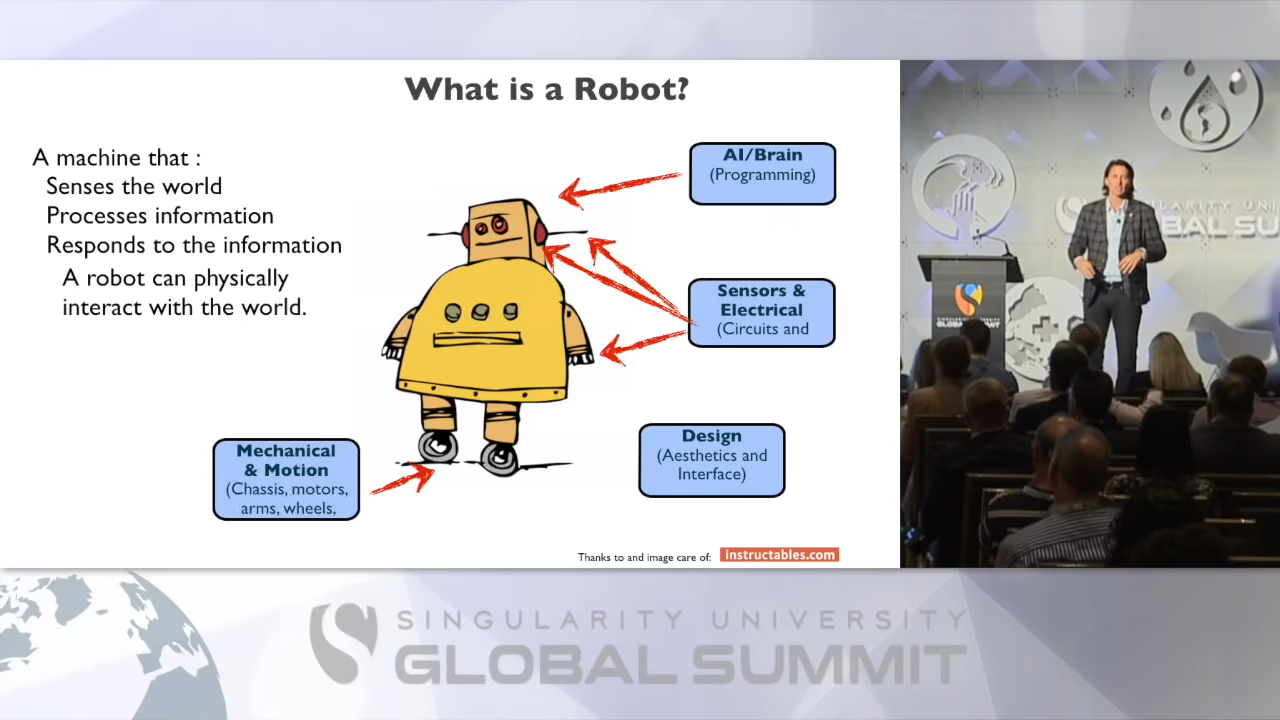 What is a Robot?
A machine that :
Senses the world
Processes information
Responds to the information
A robot can physically
interact with the world.
AI/Brain
(Programming)
Sensors &
Electrical
(Circuits and
Mechanical
& Motion
(Chassis, motors,
arms, wheels,
Design
(Aesthetics and
Interface)
Thanks to and image care of: instructables.com
GLOBAL SUMMIT
SINGULARITY UNIVERSITY
GLOBAL SUMMIT